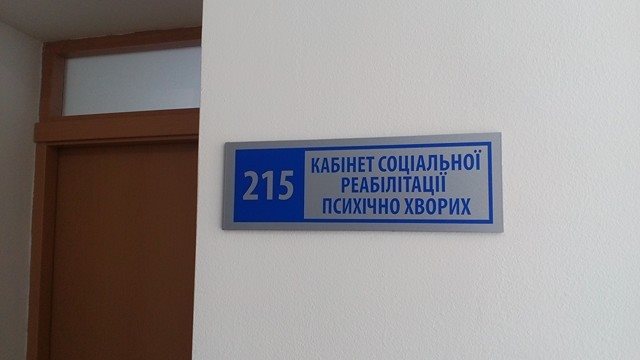 215
КАБІНЕТ СОЦІАЛЬНОЇ
РЕАБІЛІТАЦІЇ
ПСИХІЧНО ХВОРИХ